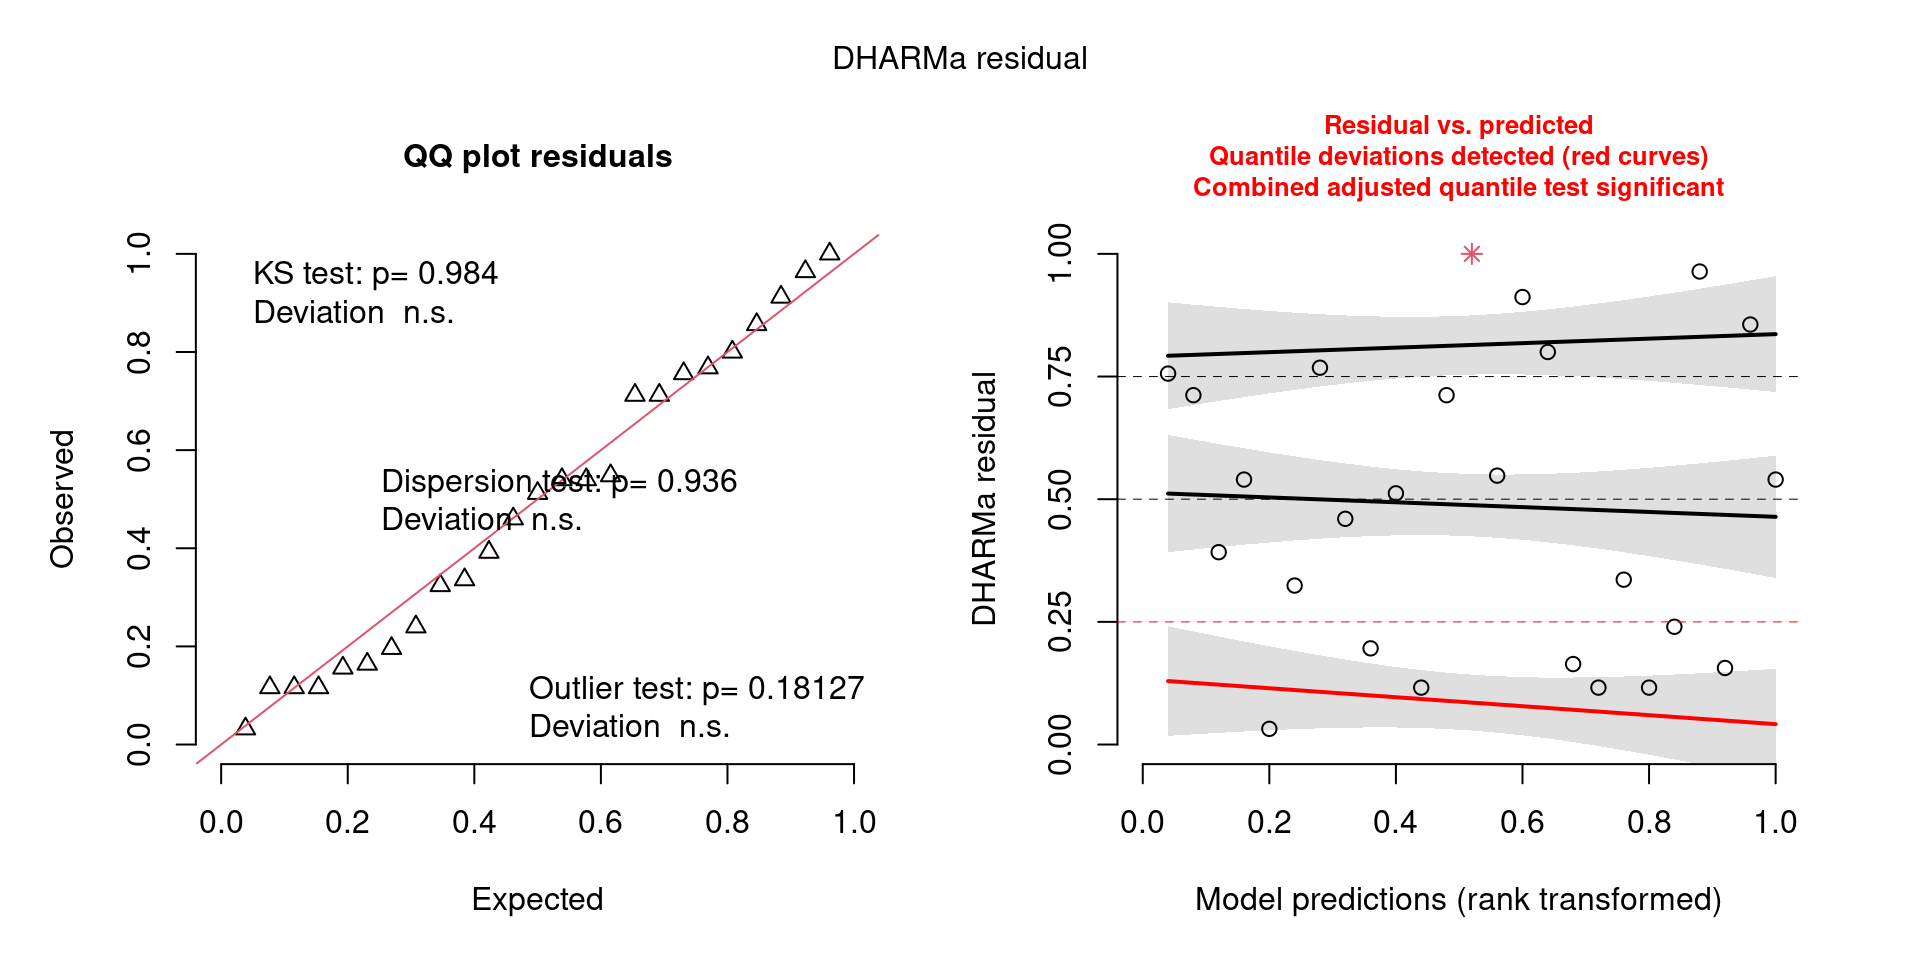 DHARMa residual
QQ plot residuals
KS test: p= 0.984
Deviation  n.s.
Dispersion test: p= 0.936
Deviation  n.s.
Outlier test: p= 0.18127
Deviation  n.s.
Observed
0.0 0.2 0.4 0.6 0.8 1.0
0.0 0.2 0.4 0.6 0.8 1.0
Expected
Residual vs. predicted
Quantile deviations detected (red curves)
Combined adjusted quantile test significant
DHARMa residual
0.00 0.25 0.50 0.75 1.00
0.0 0.2 0.4 0.6 0.8 1.0
Model predictions (rank transformed)